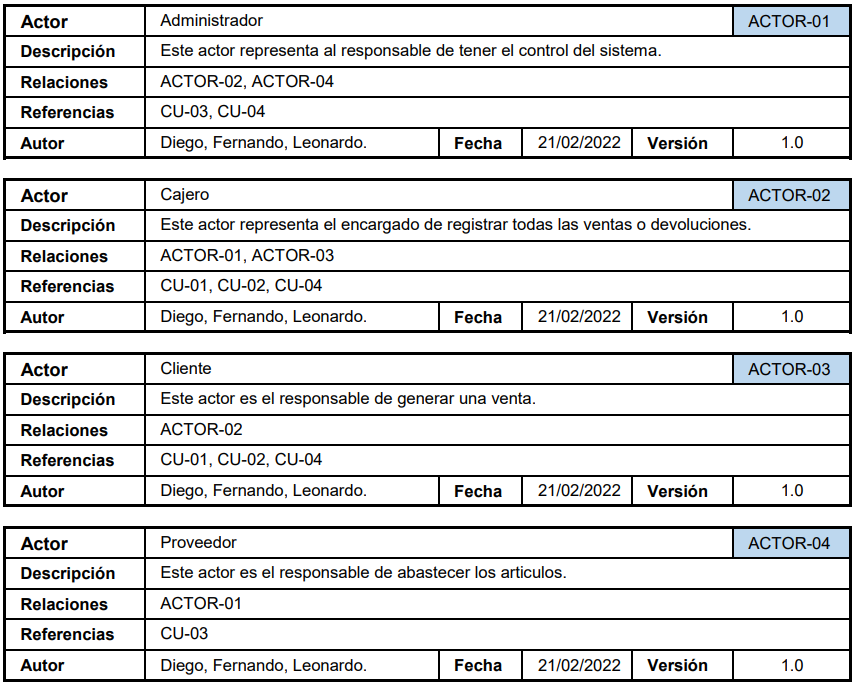 Actor Administrador ACTOR-01
Descripción Este actor representa al responsable de tener el control del sistema.
Relaciones ACTOR-02, ACTOR-04
Referencias CU-03, CU-04
Autor Diego, Fernando, Leonardo. Fecha 21/02/2022 Versión 1.0
Actor Cajero ACTOR-02
Descripción Este actor representa el encargado de registrar todas las ventas o devoluciones.
Relaciones ACTOR-01, ACTOR-03
Referencias CU-01, CU-02, CU-04
Autor Diego, Fernando, Leonardo. Fecha 21/02/2022 Versión 1.0
Actor Cliente ACTOR-03
Descripción Este actor es el responsable de generar una venta.
Relaciones ACTOR-02
Referencias CU-01, CU-02, CU-04
Autor Diego, Fernando, Leonardo. Fecha 21/02/2022 Versión 1.0
Actor Proveedor ACTOR-04
Descripción Este actor es el responsable de abastecer los articulos.
Relaciones ACTOR-01
Referencias CU-03
Autor Diego, Fernando, Leonardo. Fecha 21/02/2022 Versión 1.0